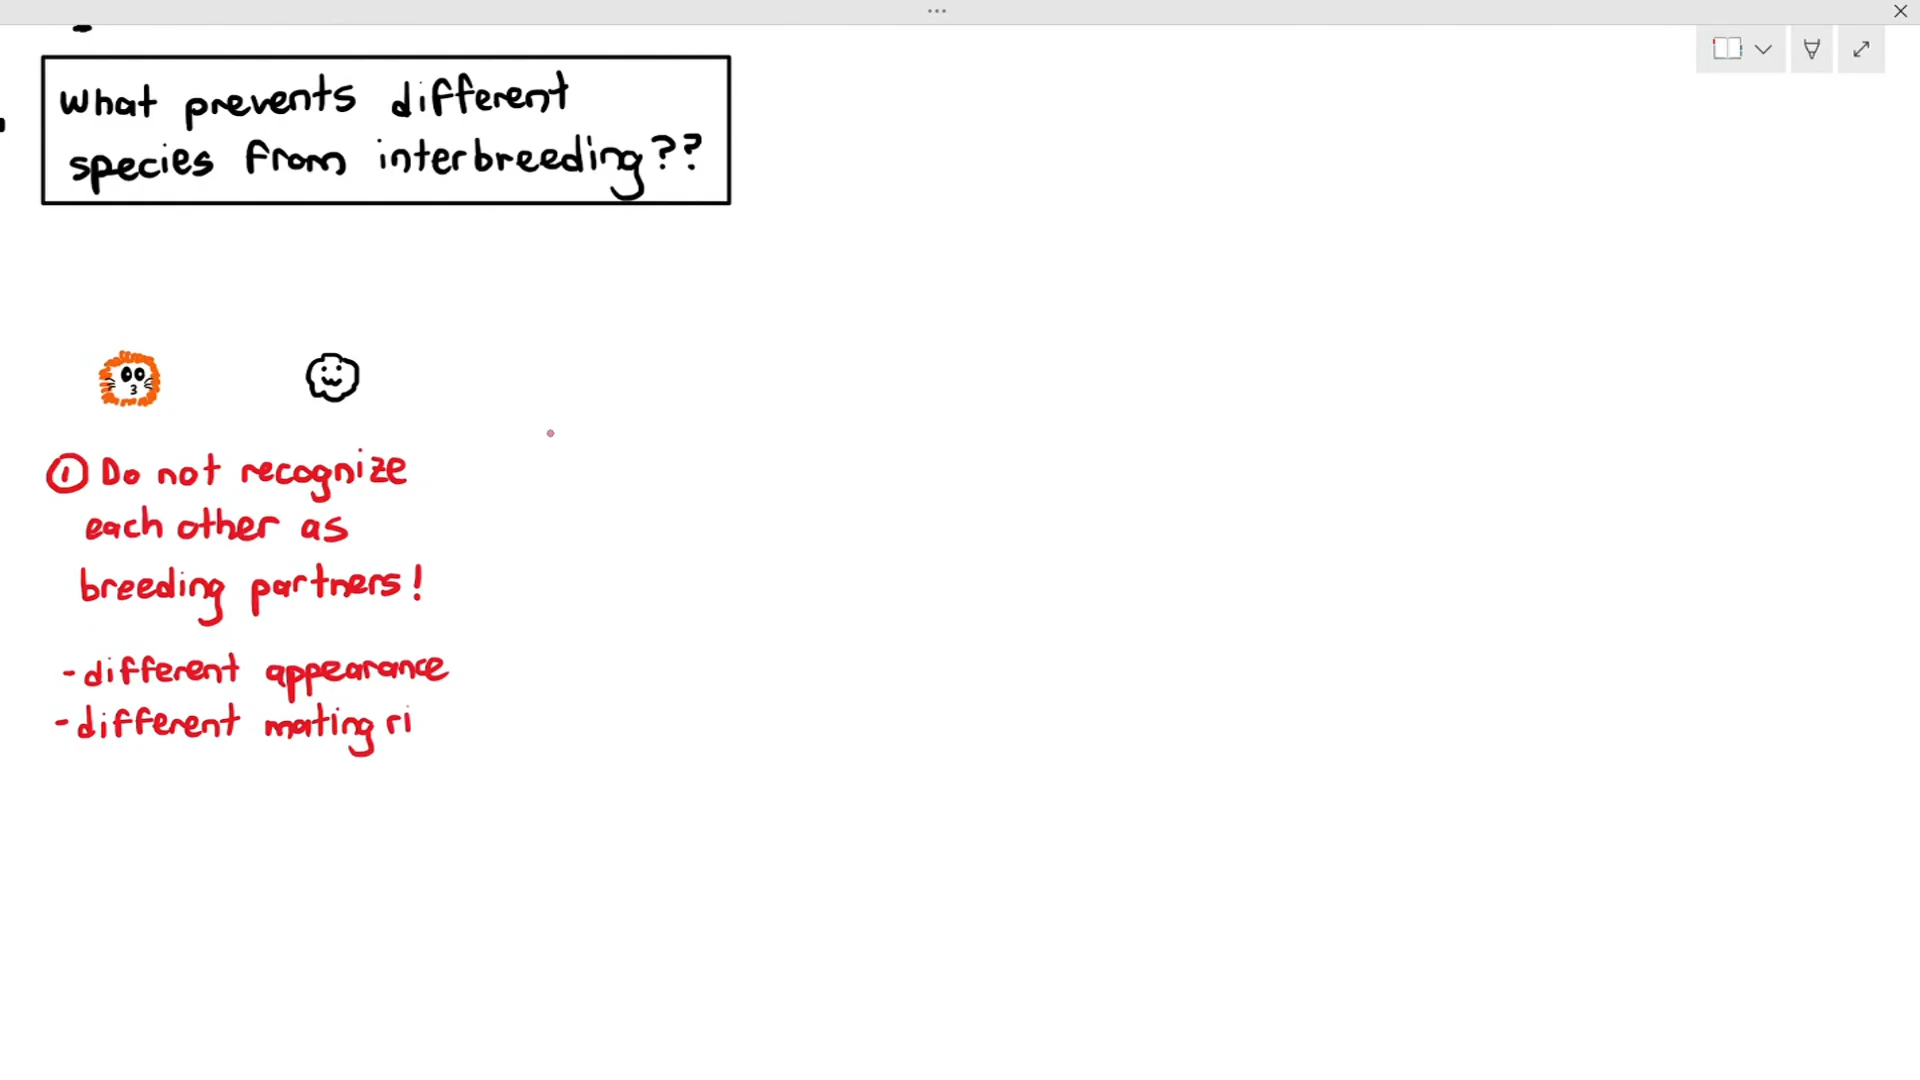 What prevents different
species from interbreeding??
① Do not recognize
each other as
breeding partners!
- different appearance
- different mating ri